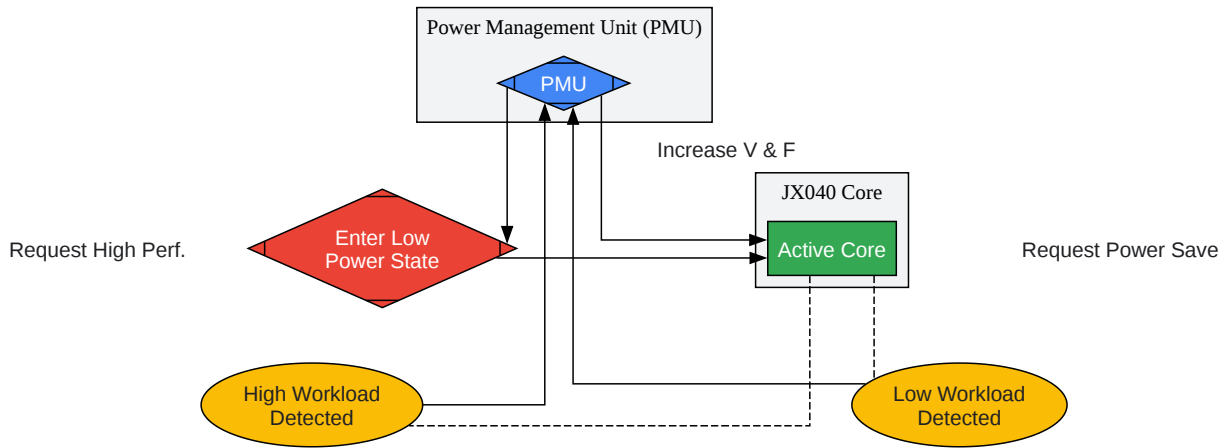 Power Management Unit (PMU)
PMU
Increase V & F
JX040 Core
Enter Low
Power State
Active Core
Request High Perf.
Request Power Save
High Workload
Detected
Low Workload
Detected